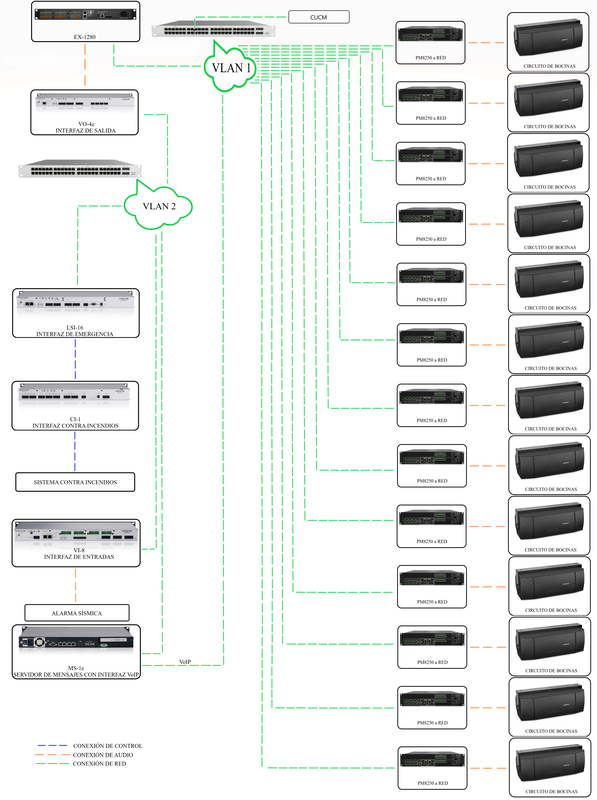 CUCM
EX-1280
VLAN 1
VO-4e
INTERFAZ DE SALIDA
VLAN 2
LSI-16
INTERFAZ DE EMERGENCIA
CI-1
INTERFAZ CONTRA INCENDIOS
SISTEMA CONTRA INCENDIOS
VI-8
INTERFAZ DE ENTRADAS
ALARMA SÍSMICA
MS-1e
SERVIDOR DE MENSAJES CON INTERFAZ VoIP
VoIP
CONEXIÓN DE CONTROL
CONEXIÓN DE AUDIO
CONEXIÓN DE RED
PM8250 a RED
CIRCUITO DE BOCINAS
PM8250 a RED
CIRCUITO DE BOCINAS
PM8250 a RED
CIRCUITO DE BOCINAS
PM8250 a RED
CIRCUITO DE BOCINAS
PM8250 a RED
CIRCUITO DE BOCINAS
PM8250 a RED
CIRCUITO DE BOCINAS
PM8250 a RED
CIRCUITO DE BOCINAS
PM8250 a RED
CIRCUITO DE BOCINAS
PM8250 a RED
CIRCUITO DE BOCINAS
PM8250 a RED
CIRCUITO DE BOCINAS
PM8250 a RED
CIRCUITO DE BOCINAS
PM8250 a RED
CIRCUITO DE BOCINAS
PM8250 a RED
CIRCUITO DE BOCINAS